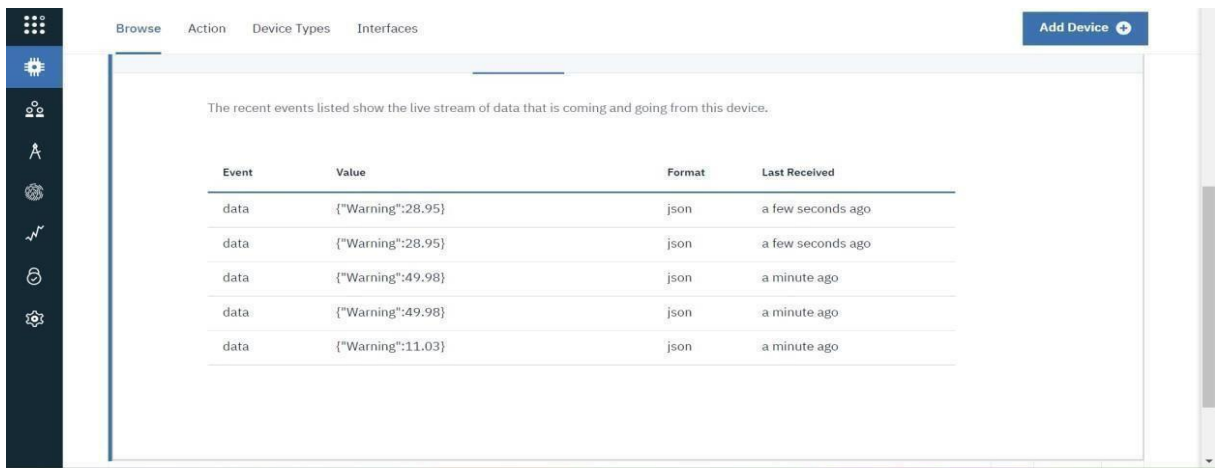 Browse Action Device Types Interfaces Add Device
The recent events listed show the live stream of data that is coming and going from this device.
Event Value Format Last Received
data {"Warning":28.95} json a few seconds ago
data {"Warning":28.95} json a few seconds ago
data {"Warning":49.98} json a minute ago
data {"Warning":49.98} json a minute ago
data {"Warning":11.03} json a minute ago